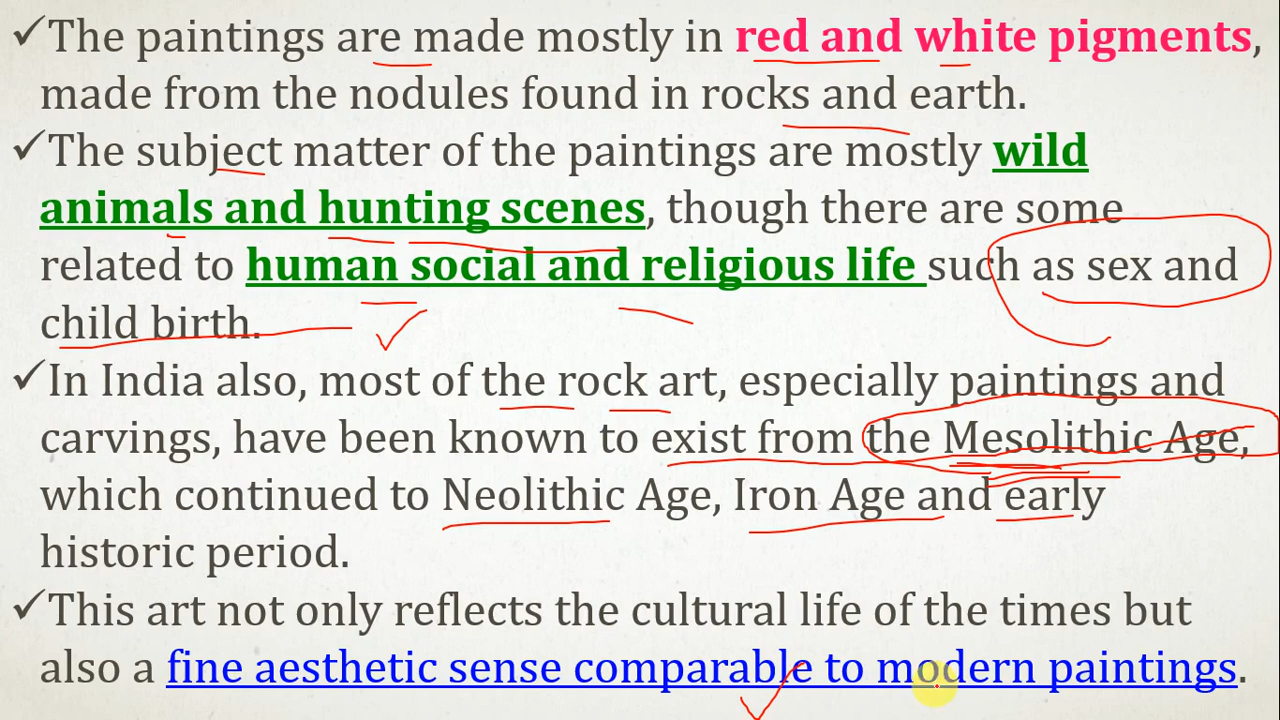 ✓The paintings are made mostly in red and white pigments,
made from the nodules found in rocks and earth.
✓The subject matter of the paintings are mostly wild
animals and hunting scenes, though there are some
related to human social and religious life such as sex and
child birth.
✓In India also, most of the rock art, especially paintings and
carvings, have been known to exist from the Mesolithic Age,
which continued to Neolithic Age, Iron Age and early
historic period.
✓This art not only reflects the cultural life of the times but
also a fine aesthetic sense comparable to modern paintings.